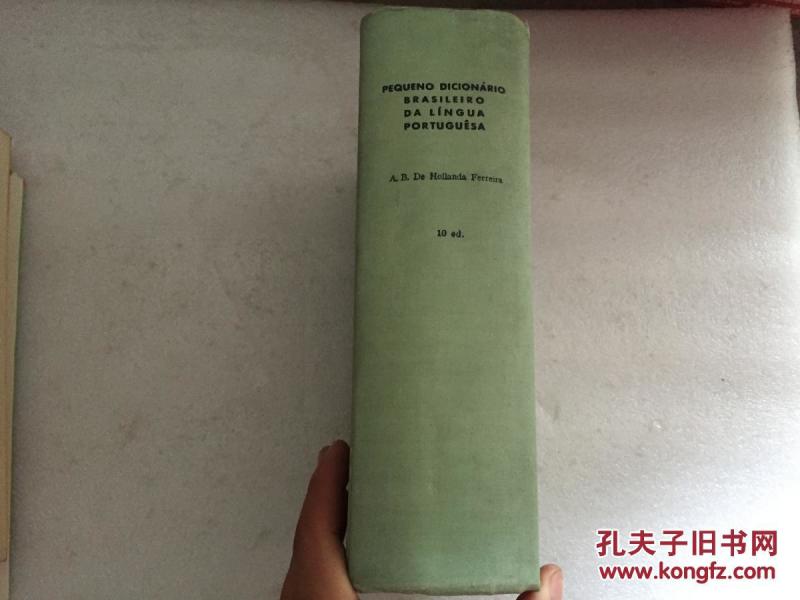 PEQUENO DICIONÁRIO
BRASILEIRO
DA LÍNGUA
PORTUGUÊSA
A. B. De Hollanda Ferreira
10 ed.
孔夫子旧书网
www.kongfz.com